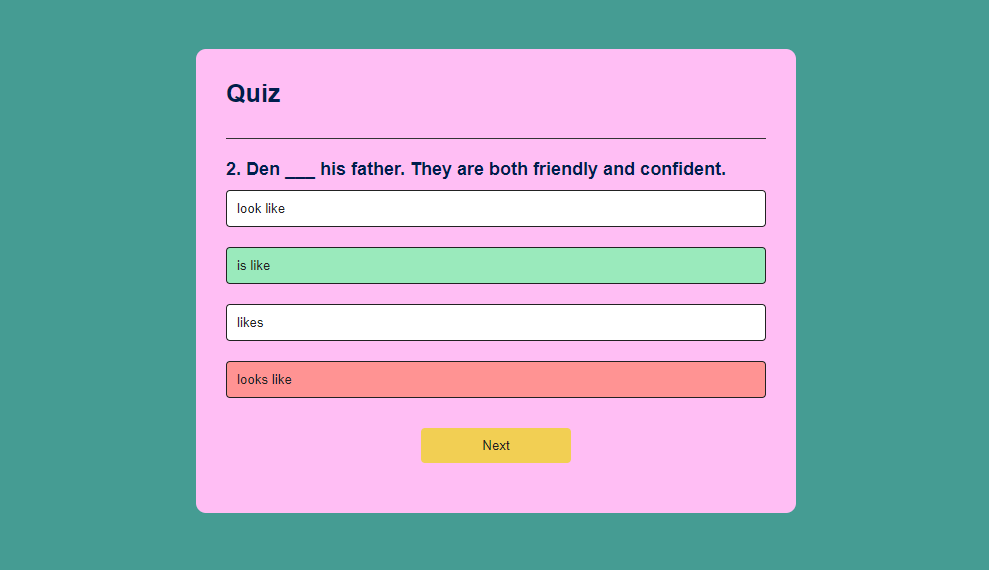 Quiz
2. Den ___ his father. They are both friendly and confident.
look like
is like
likes
looks like
Next